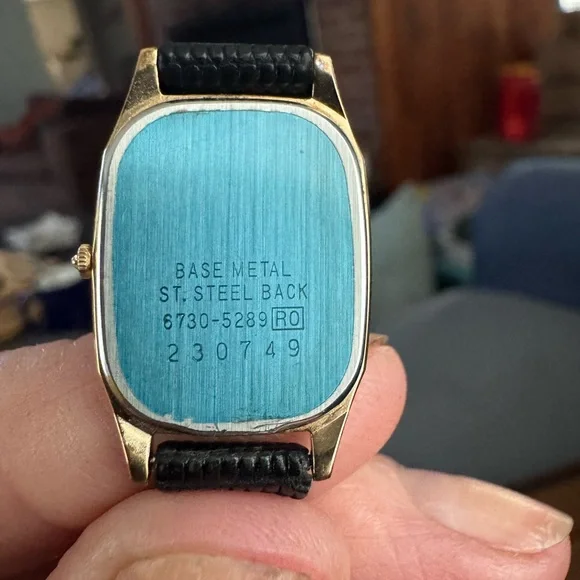 BASE METAL
ST. STEEL BACK
6730-5289 RO
230749